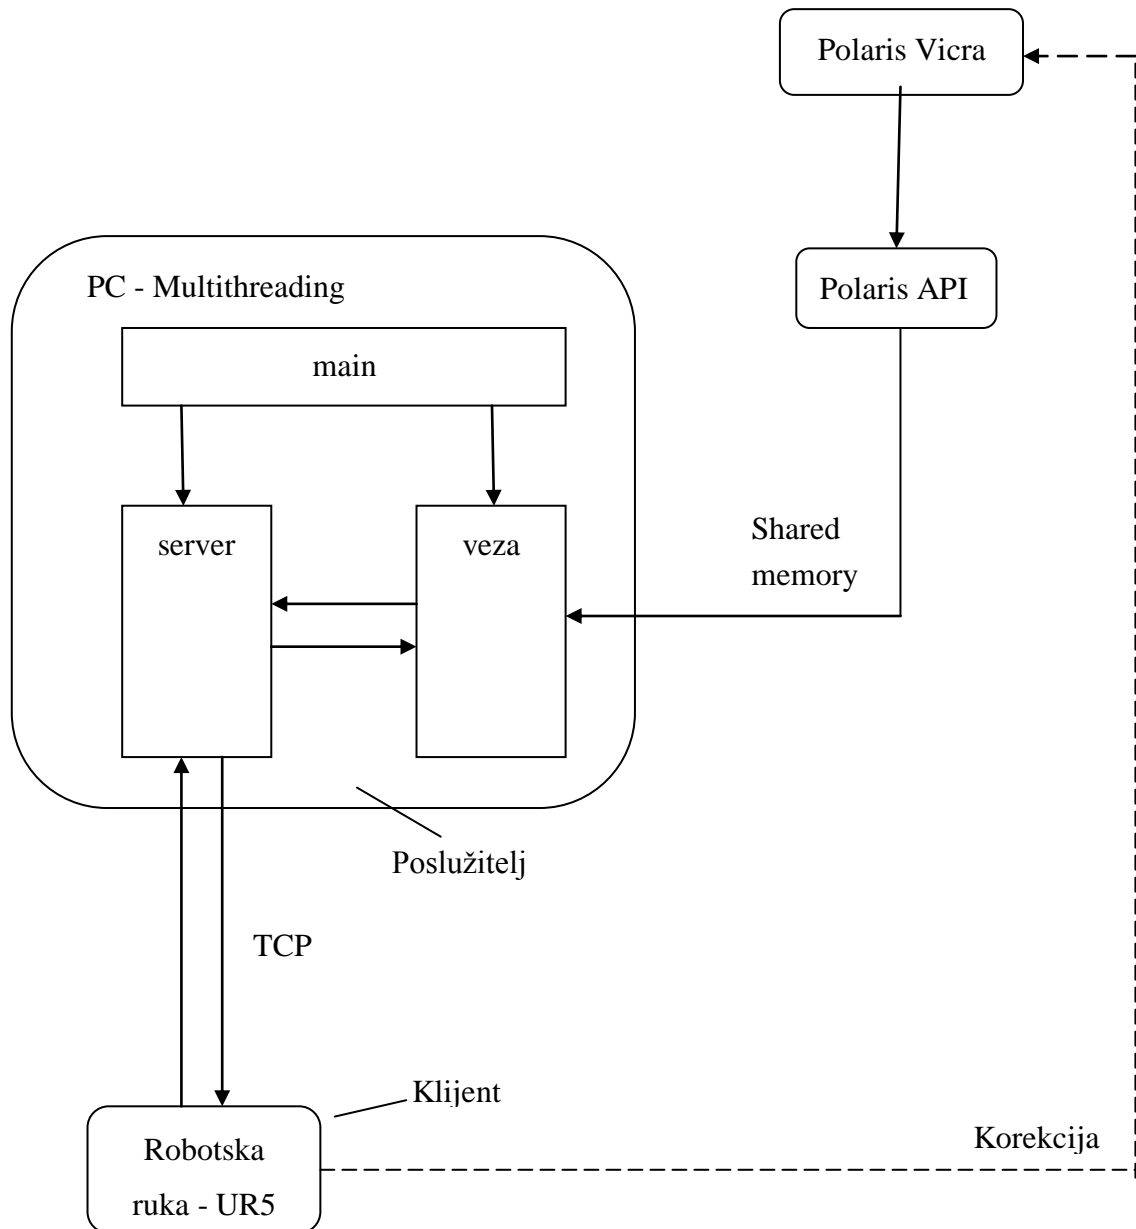 Polaris Vicra
PC - Multithreading
Polaris API
main
server
veza
Shared
memory
Poslužitelj
TCP
Klijent
Robotska
ruka - UR5
Korekcija